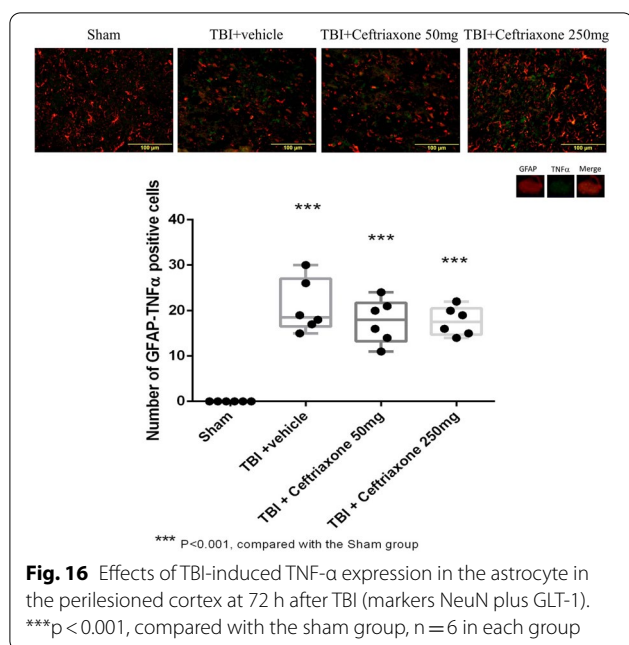 Sham TBI+vehicle TBI+Ceftriaxone 50mg TBI+Ceftriaxone 250mg
100 µm 100 µm 100 µm 100 µm
GFAP TNFα Merge
Number of GFAP-TNFα positive cells
40
30
20
10
0
*** *** ***
Sham
TBI +vehicle
TBI + Ceftriaxone 50mg
TBI + Ceftriaxone 250mg
*** P<0.001, compared with the Sham group
Fig. 16 Effects of TBI-induced TNF-α expression in the astrocyte in
the perilesioned cortex at 72 h after TBI (markers NeuN plus GLT-1).
***p < 0.001, compared with the sham group, n = 6 in each group